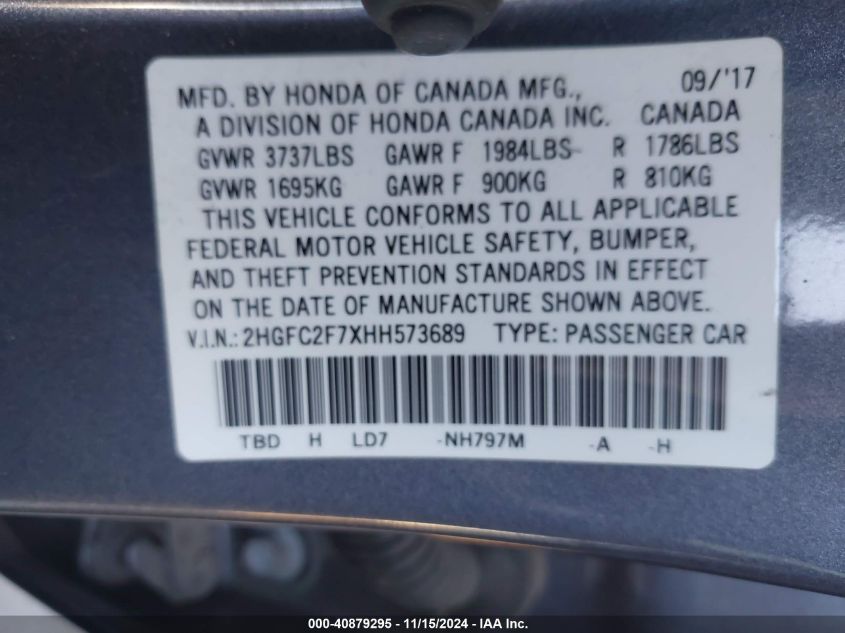 MFD. BY HONDA OF CANADA MFG., 09/'17
A DIVISION OF HONDA CANADA INC. CANADA
GVWR 3737LBS GAWR F 1984LBS R 1786LBS
GVWR 1695KG GAWR F 900KG R 810KG
THIS VEHICLE CONFORMS TO ALL APPLICABLE
FEDERAL MOTOR VEHICLE SAFETY, BUMPER,
AND THEFT PREVENTION STANDARDS IN EFFECT
ON THE DATE OF MANUFACTURE SHOWN ABOVE.
V.I.N.: 2HGFC2F7XHH573689 TYPE: PASSENGER CAR
TBD H LD7 -NH797M -A -H
000-40879295 - 11/15/2024 - IAA Inc.